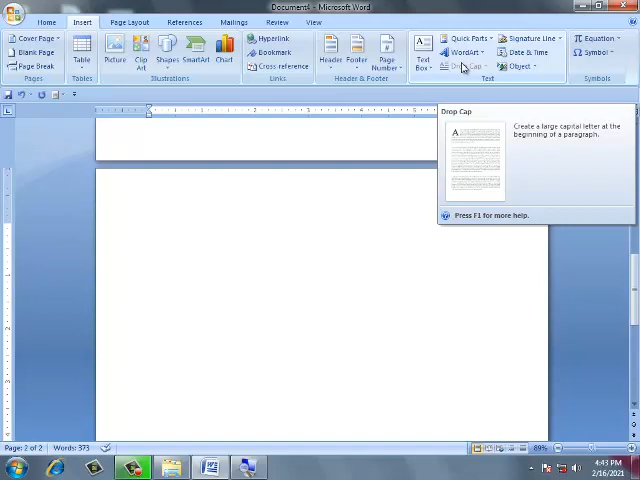 Document4 - Microsoft Word
Home Insert Page Layout References Mailings Review View
Cover Page
Blank Page
Page Break
Pages
Table
Tables
Picture
Clip
Art
Shapes
SmartArt
Chart
Illustrations
Hyperlink
Bookmark
Cross-reference
Links
Header
Footer
Page
Number
Header & Footer
Text
Box
Quick Parts
WordArt
Drop Cap
Signature Line
Date & Time
Object
Text
Equation
Symbol
Symbols
Drop Cap
Create a large capital letter at the
beginning of a paragraph.
Press F1 for more help.
Page: 2 of 2 Words: 373
89%
4:43 PM
2/16/2021